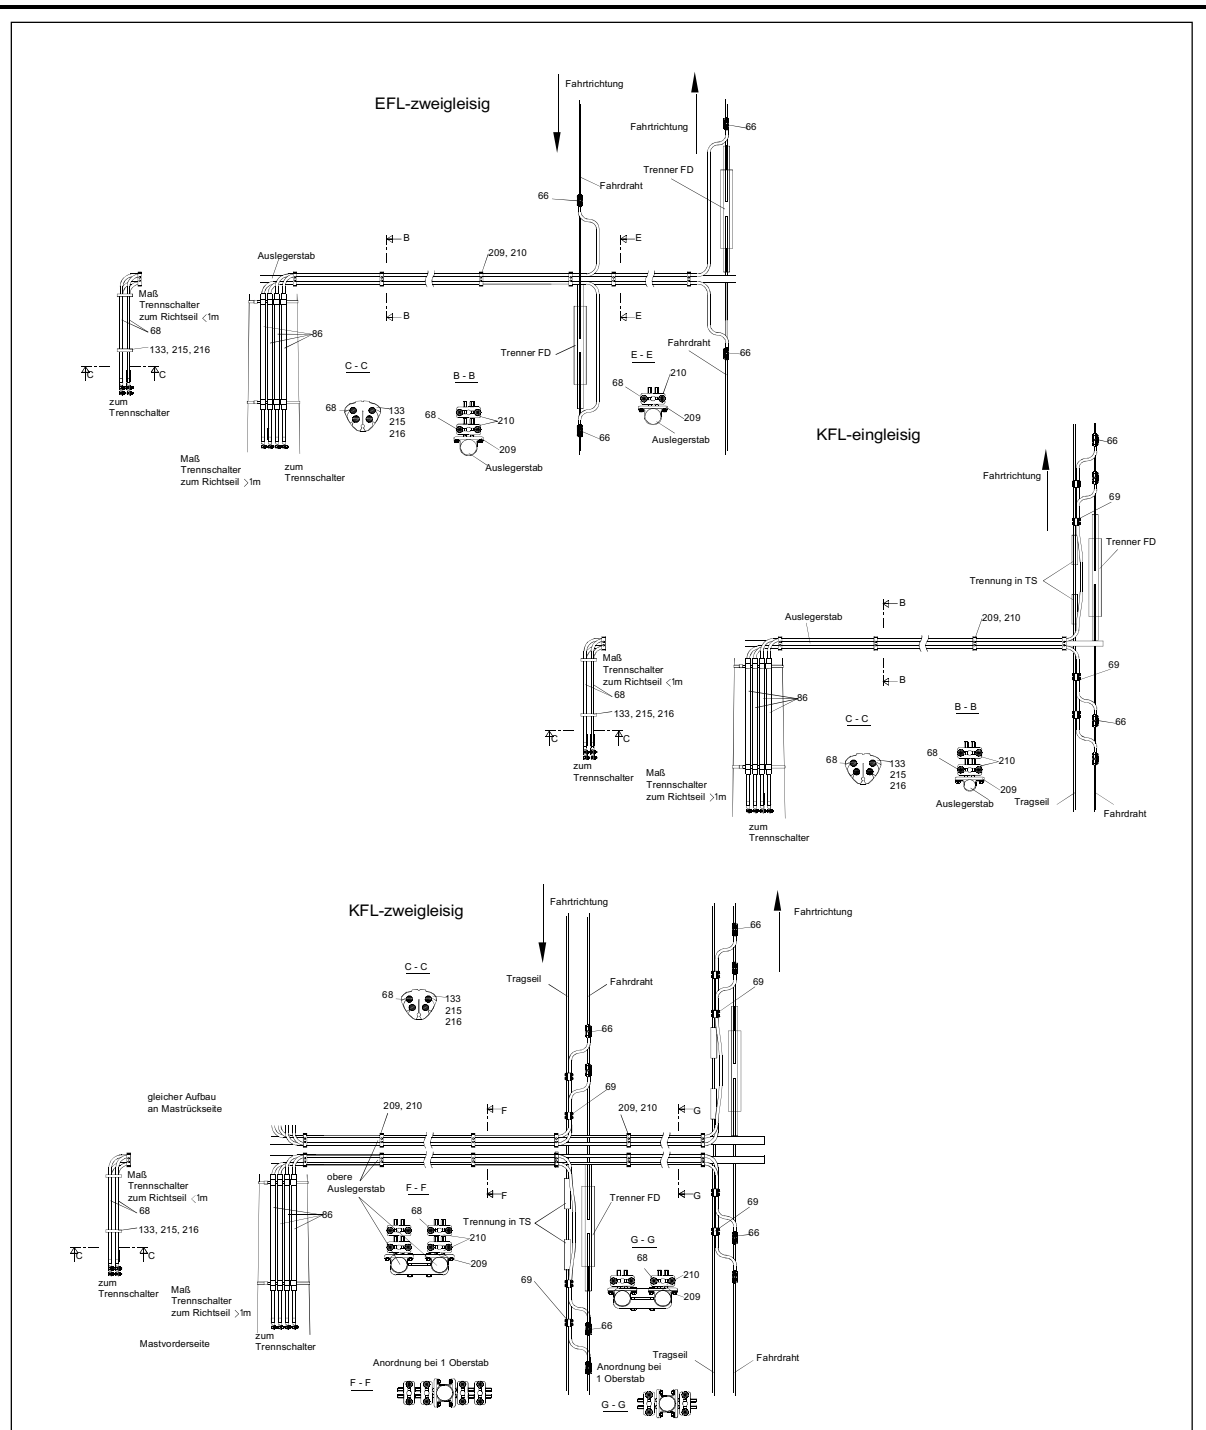 EFL-zweigleisig
Fahrtrichtung
Fahrtrichtung
66
Trenner FD
Fahrdraht
66
B
E
209, 210
Auslegerstab
Maß
Trennschalter
zum Richtseil <1m
68
133, 215, 216
C
C
zum
Trennschalter
86
B
E
Trenner FD
Fahrdraht
66
C - C
68
133
215
216
B - B
68
210
209
Auslegerstab
E - E
68
210
209
Auslegerstab
66
Maß
Trennschalter
zum Richtseil >1m
zum
Trennschalter
KFL-eingleisig
Fahrtrichtung
66
69
Trenner FD
Trennung in TS
B
Auslegerstab
209, 210
Maß
Trennschalter
zum Richtseil <1m
68
133, 215, 216
C
C
zum
Trennschalter
86
B
69
66
C - C
68
133
215
216
B - B
68
210
209
Auslegerstab
Maß
Trennschalter
zum Richtseil >1m
Tragseil
Fahrdraht
zum
Trennschalter
KFL-zweigleisig
Fahrtrichtung
Fahrtrichtung
66
C - C
68
133
215
216
Tragseil
Fahrdraht
69
66
gleicher Aufbau
an Mastrückseite
209, 210
F
69
209, 210
G
Maß
Trennschalter
zum Richtseil <1m
68
133, 215, 216
C
C
zum
Trennschalter
obere
Auslegerstab
86
F - F
68
210
209
F
Trennung in TS
Trenner FD
G
69
66
G - G
68
210
209
69
66
Maß
Trennschalter
zum Richtseil >1m
Mastvorderseite
zum
Trennschalter
Anordnung bei 1 Oberstab
F - F
Anordnung bei
1 Oberstab
G - G
Tragseil
Fahrdraht